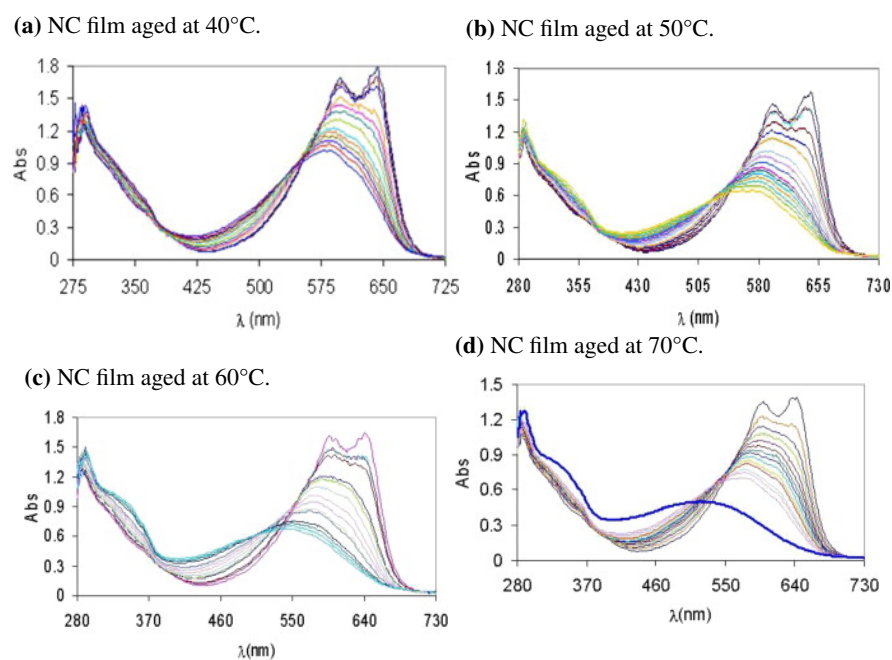 (a) NC film aged at 40°C.
1.8
1.5
1.2
0.9
0.6
0.3
0
Abs
275 350 425 500 575 650 725
λ (nm)
(b) NC film aged at 50°C.
1.8
1.5
1.2
0.9
0.6
0.3
0
Abs
280 355 430 505 580 655 730
λ (nm)
(c) NC film aged at 60°C.
1.8
1.5
1.2
0.9
0.6
0.3
0
Abs
280 370 460 550 640 730
λ(nm)
(d) NC film aged at 70°C.
1.5
1.2
0.9
0.6
0.3
0
Abs
280 370 460 550 640 730
λ(nm)